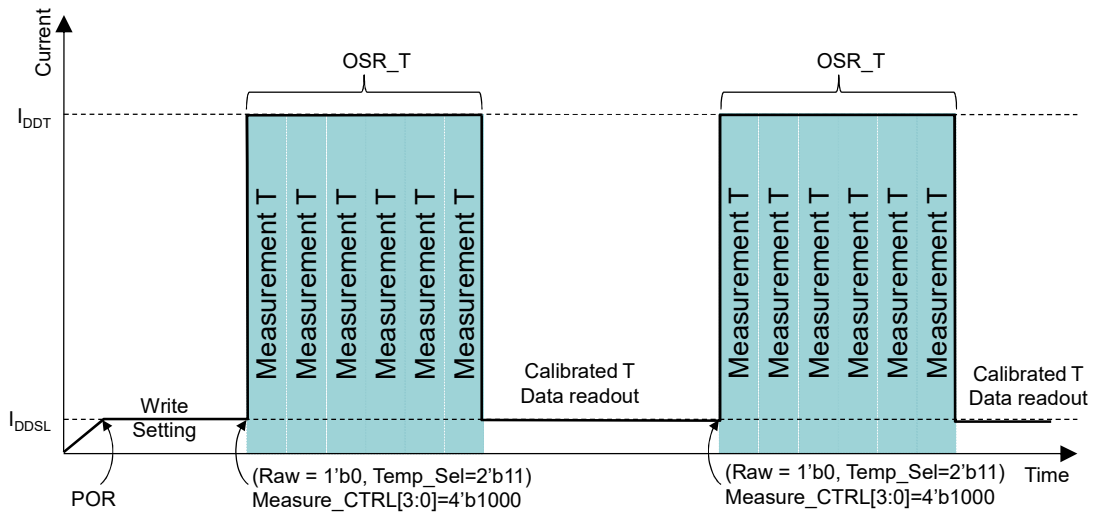 Current
OSR_T
OSR_T
I_DDT
Measurement T
Measurement T
Measurement T
Measurement T
Measurement T
Measurement T
Measurement T
Measurement T
Measurement T
Measurement T
Measurement T
Measurement T
Calibrated T
Data readout
Calibrated T
Data readout
I_DDSL
Write
Setting
POR
(Raw = 1’b0, Temp_Sel=2’b11)
Measure_CTRL[3:0]=4’b1000
(Raw = 1’b0, Temp_Sel=2’b11)
Measure_CTRL[3:0]=4’b1000
Time